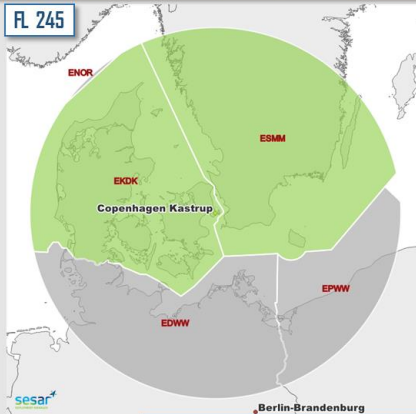 FL 245
ENOR
ESMM
EKDK
Copenhagen Kastrup
EPWW
EDWW
sesar
Berlin-Brandenburg